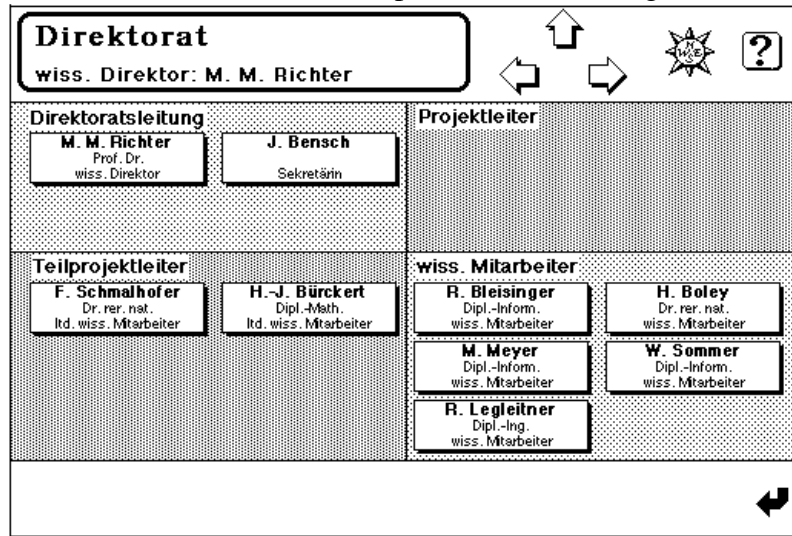 Direktorat
wiss. Direktor: M. M. Richter
N
W E
S
?
Direktoratsleitung
M. M. Richter
Prof. Dr.
wiss. Direktor
J. Bensch
Sekretärin
Projektleiter
Teilprojektleiter
F. Schmalhofer
Dr. rer. nat.
ltd. wiss. Mitarbeiter
H.-J. Bürckert
Dipl.-Math.
ltd. wiss. Mitarbeiter
wiss. Mitarbeiter
R. Bleisinger
Dipl.-Inform.
wiss. Mitarbeiter
H. Boley
Dr. rer. nat.
wiss. Mitarbeiter
M. Meyer
Dipl.-Inform.
wiss. Mitarbeiter
W. Sommer
Dipl.-Inform.
wiss. Mitarbeiter
R. Legleitner
Dipl.-Ing.
wiss. Mitarbeiter